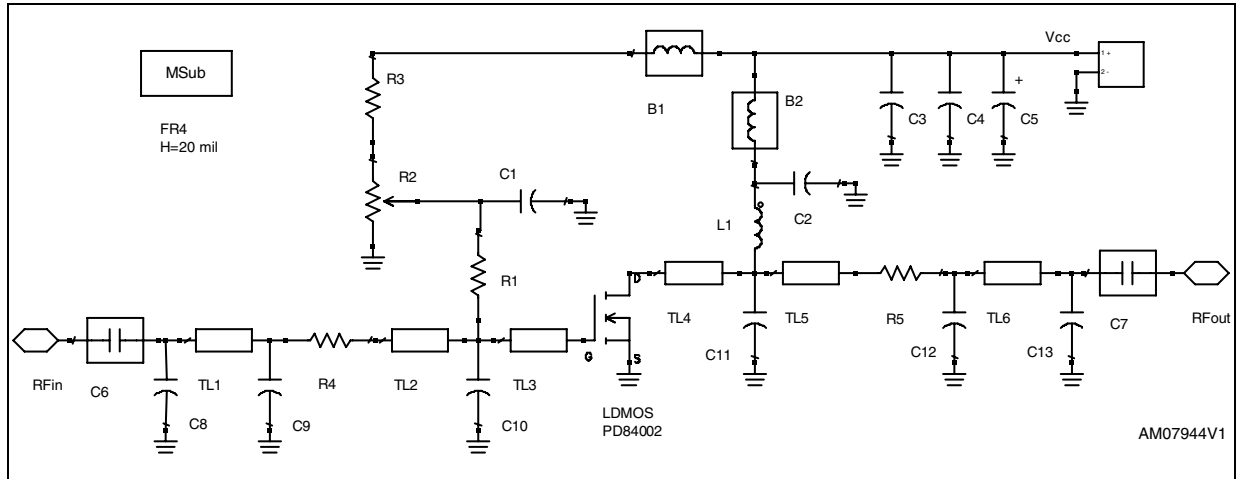 Vcc
1 +
2 -
MSub
R3
B1
B2
+
C3
C4
C5
FR4
H=20 mil
R2
C1
L1
C2
R1
D
TL4
TL5
R5
TL6
C7
RFout
G
S
C11
C12
C13
RFin
C6
TL1
R4
TL2
TL3
C8
C9
C10
LDMOS
PD84002
AM07944V1